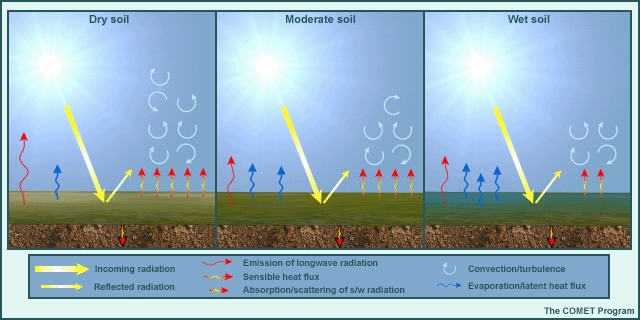 Dry soil
Moderate soil
Wet soil
Incoming radiation
Reflected radiation
Emission of longwave radiation
Sensible heat flux
Absorption/scattering of s/w radiation
Convection/turbulence
Evaporation/latent heat flux
The COMET Program